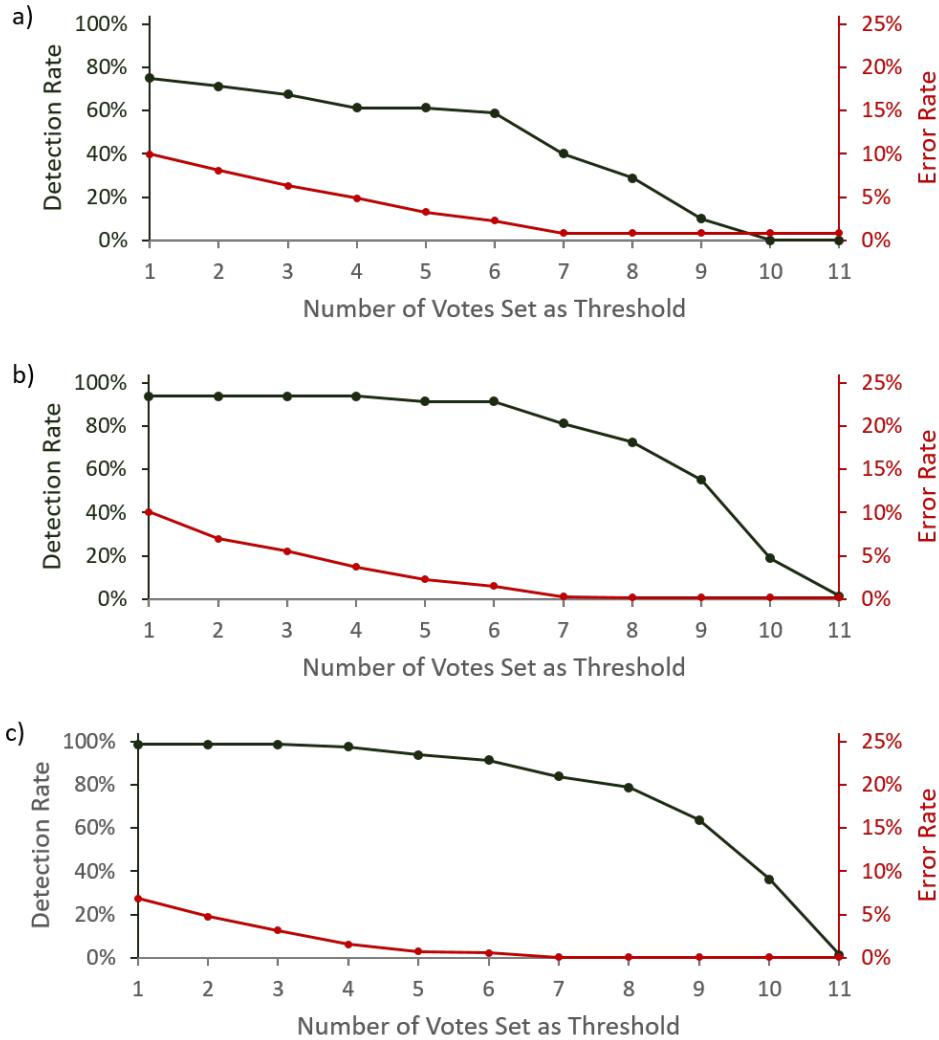 a)
100%
80%
60%
40%
20%
0%
Detection Rate
25%
20%
15%
10%
5%
0%
Error Rate
1 2 3 4 5 6 7 8 9 10 11
Number of Votes Set as Threshold
b)
100%
80%
60%
40%
20%
0%
Detection Rate
25%
20%
15%
10%
5%
0%
Error Rate
1 2 3 4 5 6 7 8 9 10 11
Number of Votes Set as Threshold
c)
100%
80%
60%
40%
20%
0%
Detection Rate
25%
20%
15%
10%
5%
0%
Error Rate
1 2 3 4 5 6 7 8 9 10 11
Number of Votes Set as Threshold